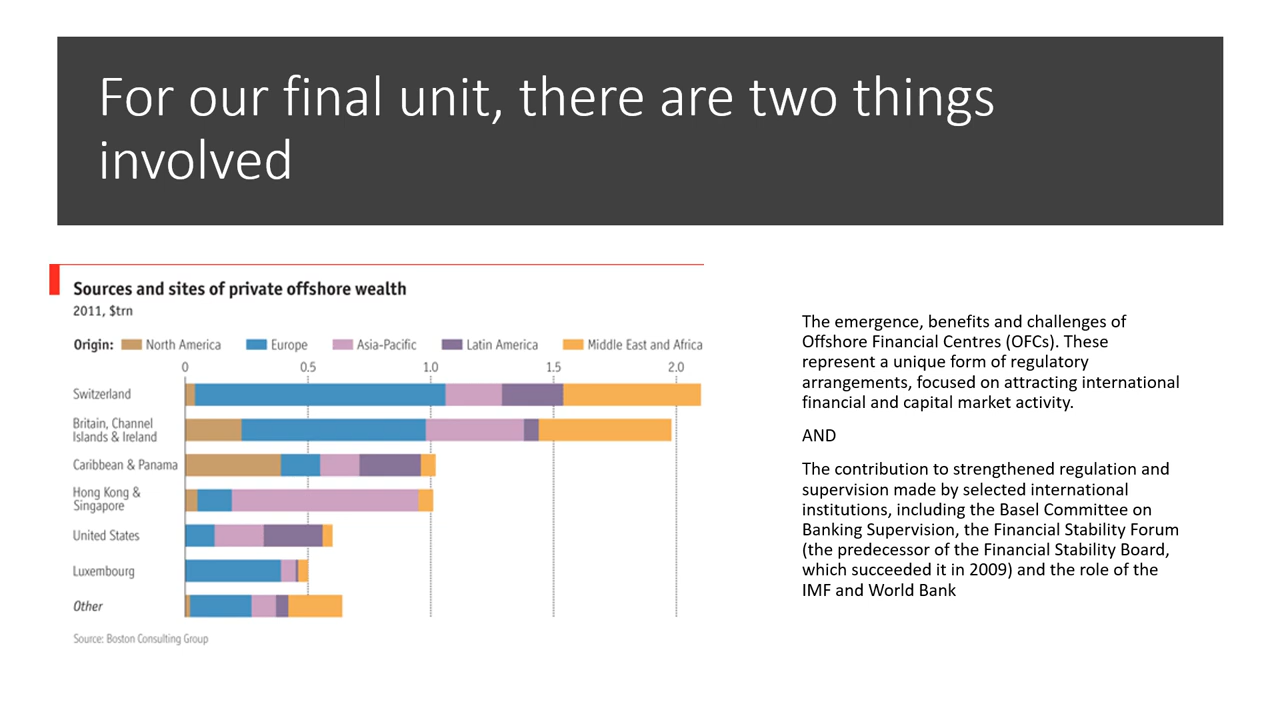 For our final unit, there are two things
involved
Sources and sites of private offshore wealth
2011, $trn
Origin: North America Europe Asia-Pacific Latin America Middle East and Africa
0 0.5 1.0 1.5 2.0
Switzerland
Britain, Channel
Islands & Ireland
Caribbean & Panama
Hong Kong &
Singapore
United States
Luxembourg
Other
Source: Boston Consulting Group
The emergence, benefits and challenges of
Offshore Financial Centres (OFCs). These
represent a unique form of regulatory
arrangements, focused on attracting international
financial and capital market activity.
AND
The contribution to strengthened regulation and
supervision made by selected international
institutions, including the Basel Committee on
Banking Supervision, the Financial Stability Forum
(the predecessor of the Financial Stability Board,
which succeeded it in 2009) and the role of the
IMF and World Bank